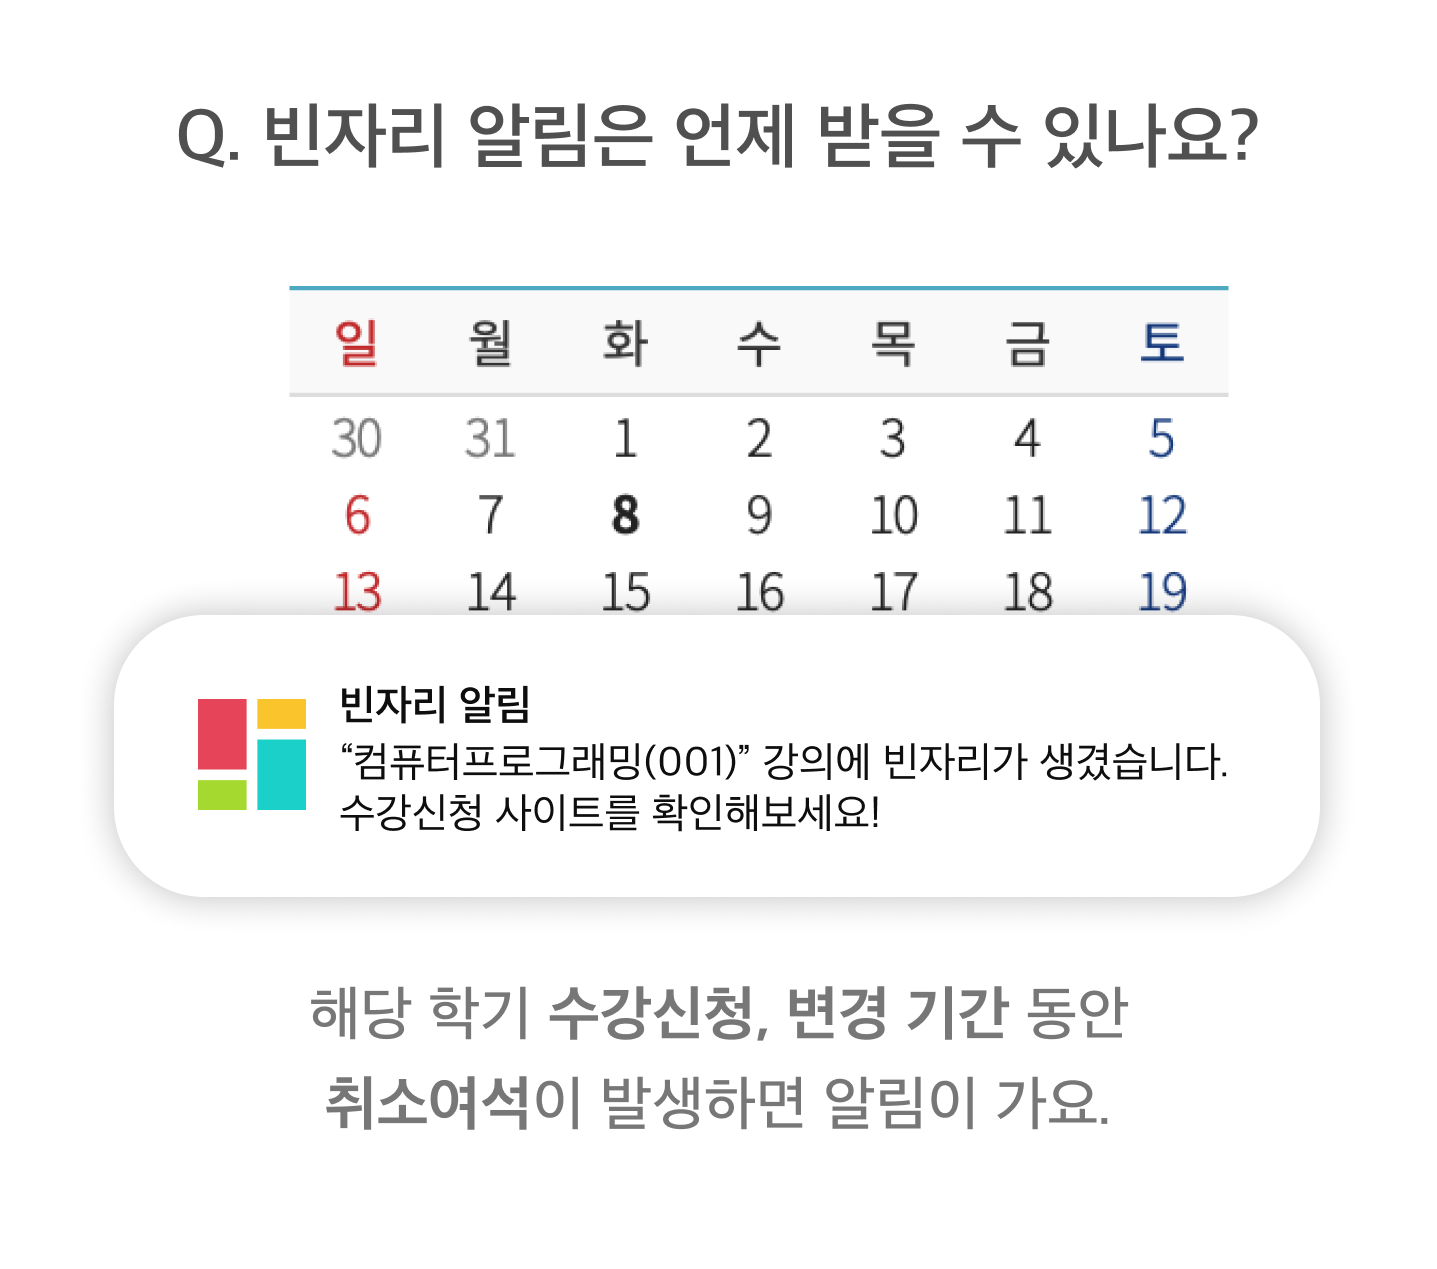 Q. 빈자리 알림은 언제 받을 수 있나요?
일 월 화 수 목 금 토
30 31 1 2 3 4 5
6 7 8 9 10 11 12
13 14 15 16 17 18 19
빈자리 알림
“컴퓨터프로그래밍(001)” 강의에 빈자리가 생겼습니다.
수강신청 사이트를 확인해보세요!
해당 학기 수강신청, 변경 기간 동안
취소여석이 발생하면 알림이 가요.